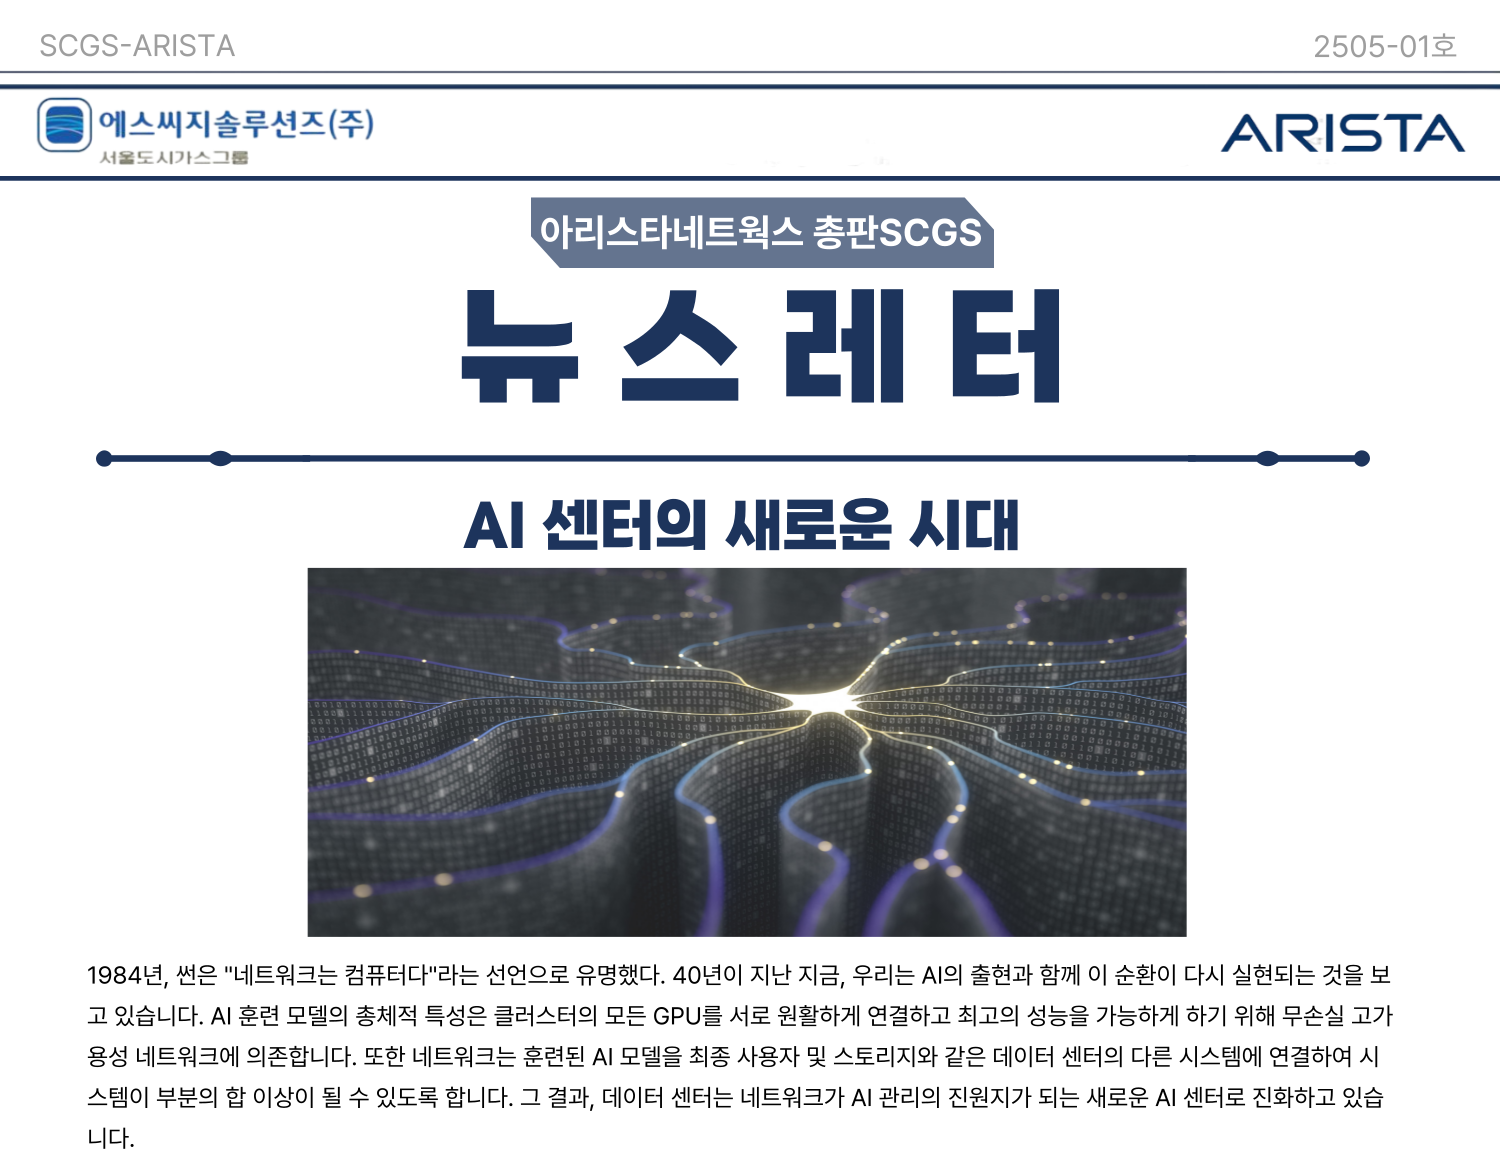 SCGS-ARISTA
2505-01호
에스씨지솔루션즈(주)
서울도시가스그룹
ARISTA
아리스타네트웍스 총판SCGS
뉴스레터
AI 센터의 새로운 시대
1984년, 썬은 "네트워크는 컴퓨터다"라는 선언으로 유명했다. 40년이 지난 지금, 우리는 AI의 출현과 함께 이 순환이 다시 실현되는 것을 보
고 있습니다. AI 훈련 모델의 총체적 특성은 클러스터의 모든 GPU를 서로 원활하게 연결하고 최고의 성능을 가능하게 하기 위해 무손실 고가
용성 네트워크에 의존합니다. 또한 네트워크는 훈련된 AI 모델을 최종 사용자 및 스토리지와 같은 데이터 센터의 다른 시스템에 연결하여 시
스템이 부분의 합 이상이 될 수 있도록 합니다. 그 결과, 데이터 센터는 네트워크가 AI 관리의 진원지가 되는 새로운 AI 센터로 진화하고 있습
니다.